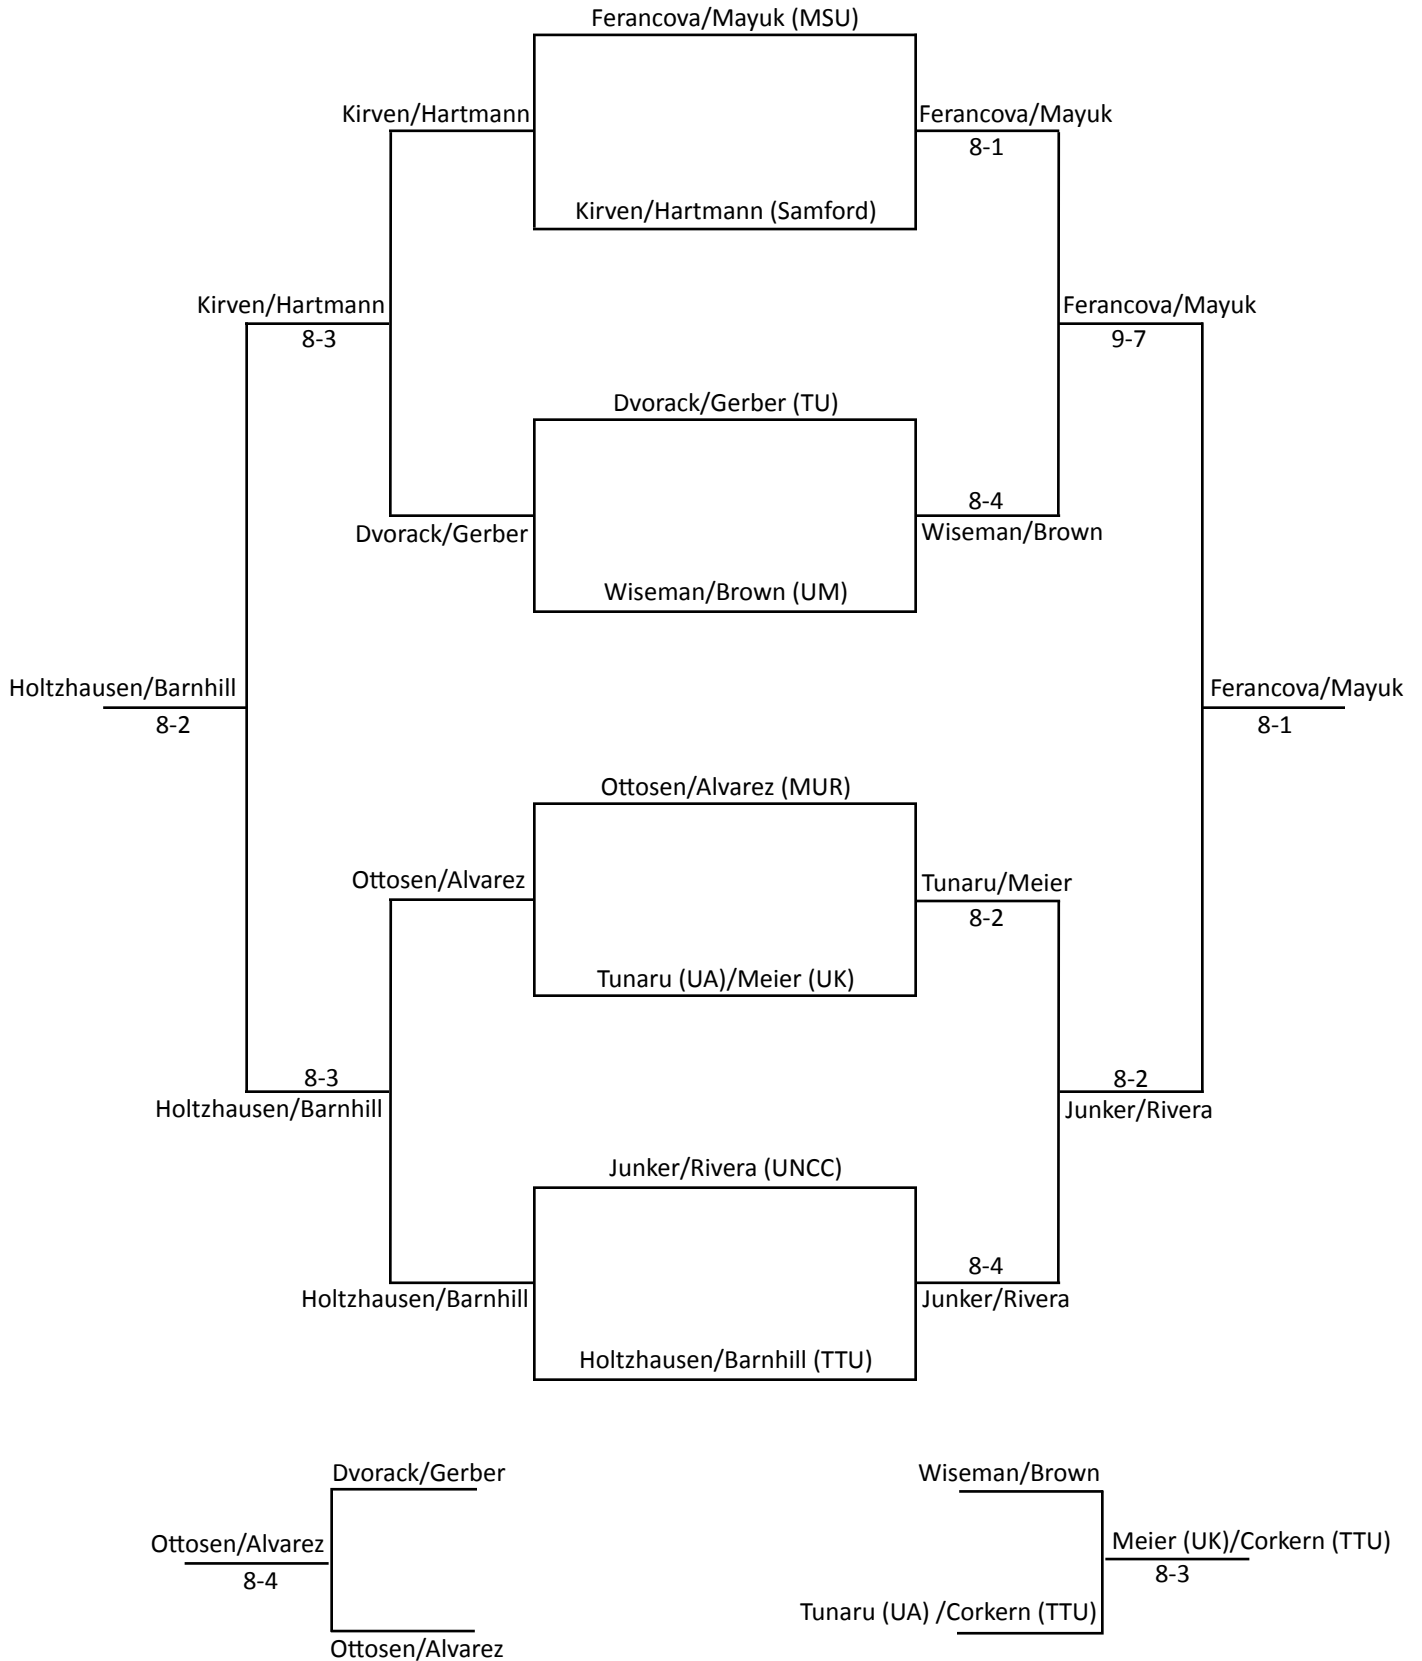 Ferancova/Mayuk (MSU)
Kirven/Hartmann
Ferancova/Mayuk
8-1
Kirven/Hartmann (Samford)
Kirven/Hartmann
8-3
Ferancova/Mayuk
9-7
Dvorack/Gerber (TU)
8-4
Dvorack/Gerber
Wiseman/Brown
Wiseman/Brown (UM)
Holtzhausen/Barnhill
8-2
Ferancova/Mayuk
8-1
Ottosen/Alvarez (MUR)
Ottosen/Alvarez
Tunaru/Meier
8-2
Tunaru (UA)/Meier (UK)
8-3
Holtzhausen/Barnhill
8-2
Junker/Rivera
Junker/Rivera (UNCC)
8-4
Holtzhausen/Barnhill
Junker/Rivera
Holtzhausen/Barnhill (TTU)
Dvorack/Gerber
Ottosen/Alvarez
8-4
Ottosen/Alvarez
Wiseman/Brown
Meier (UK)/Corkern (TTU)
8-3
Tunaru (UA) /Corkern (TTU)